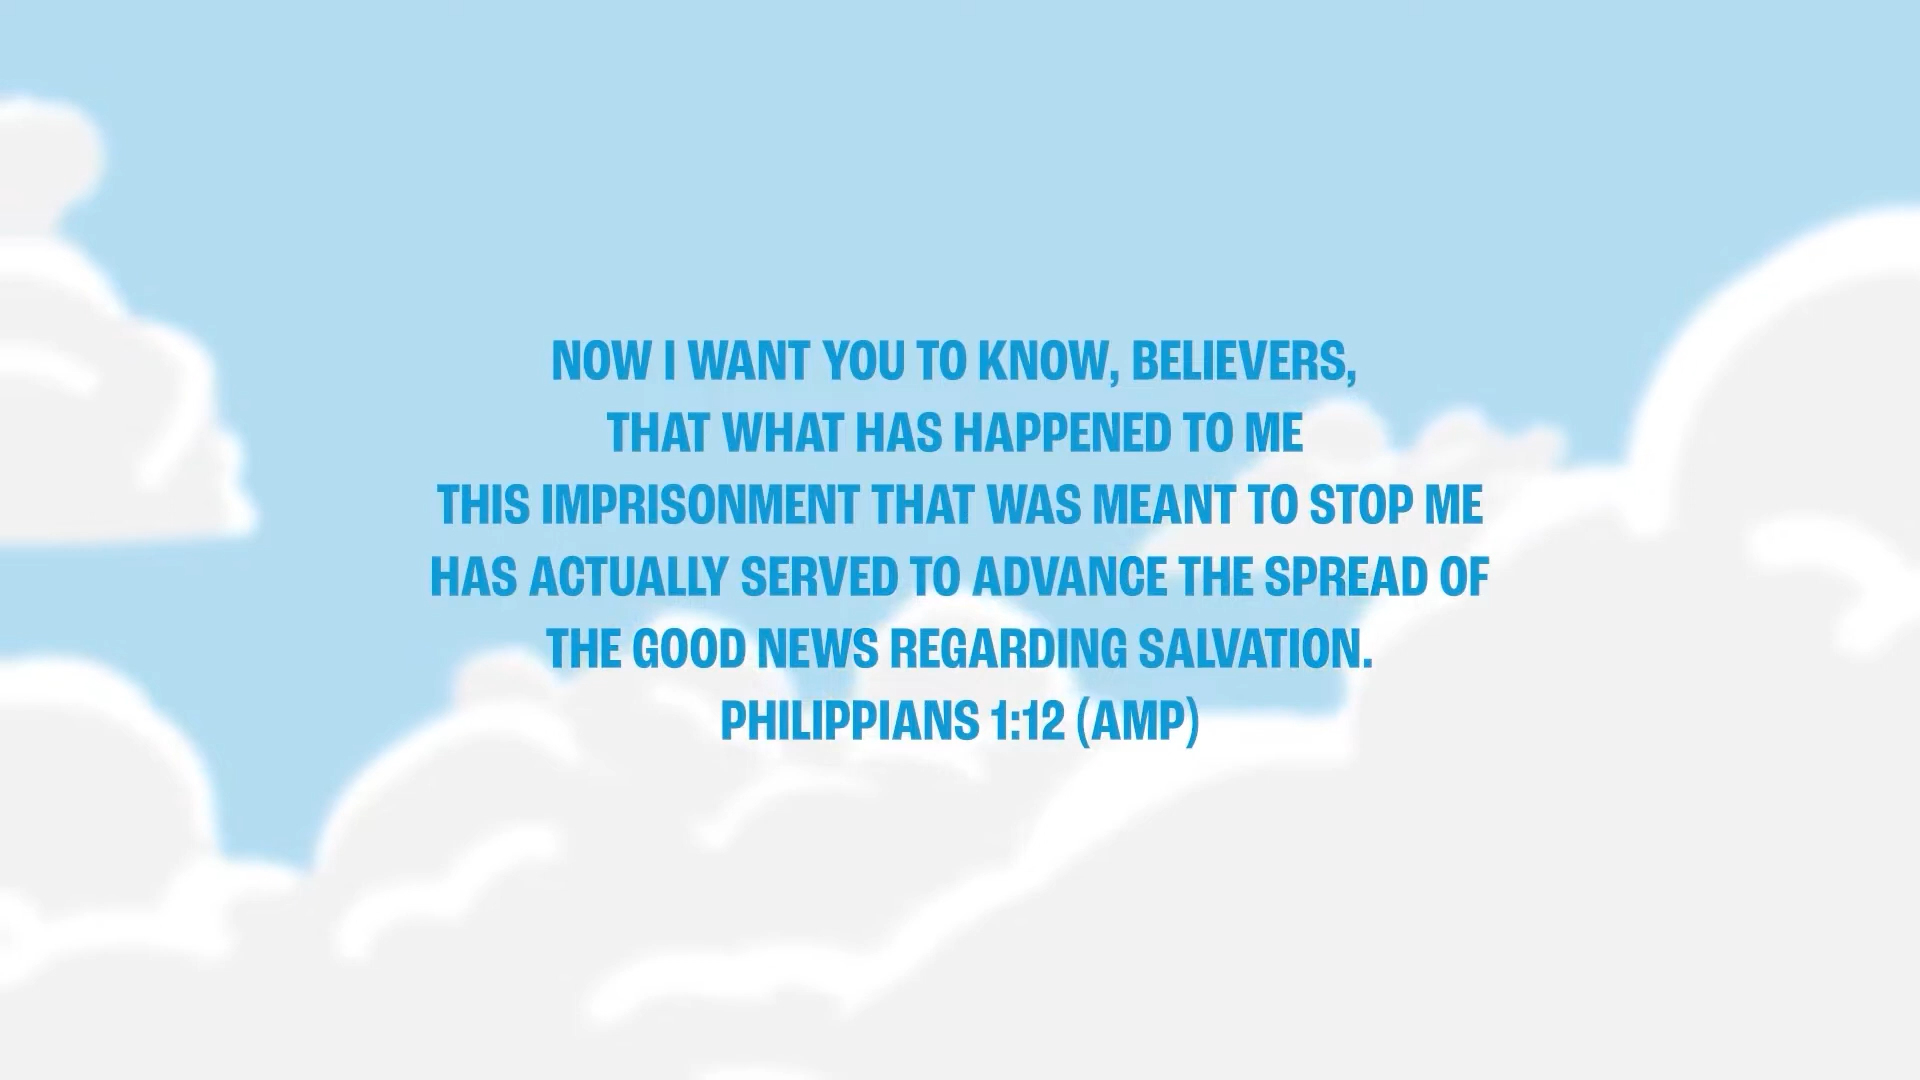 NOW I WANT YOU TO KNOW, BELIEVERS,
THAT WHAT HAS HAPPENED TO ME
THIS IMPRISONMENT THAT WAS MEANT TO STOP ME
HAS ACTUALLY SERVED TO ADVANCE THE SPREAD OF
THE GOOD NEWS REGARDING SALVATION.
PHILIPPIANS 1:12 (AMP)